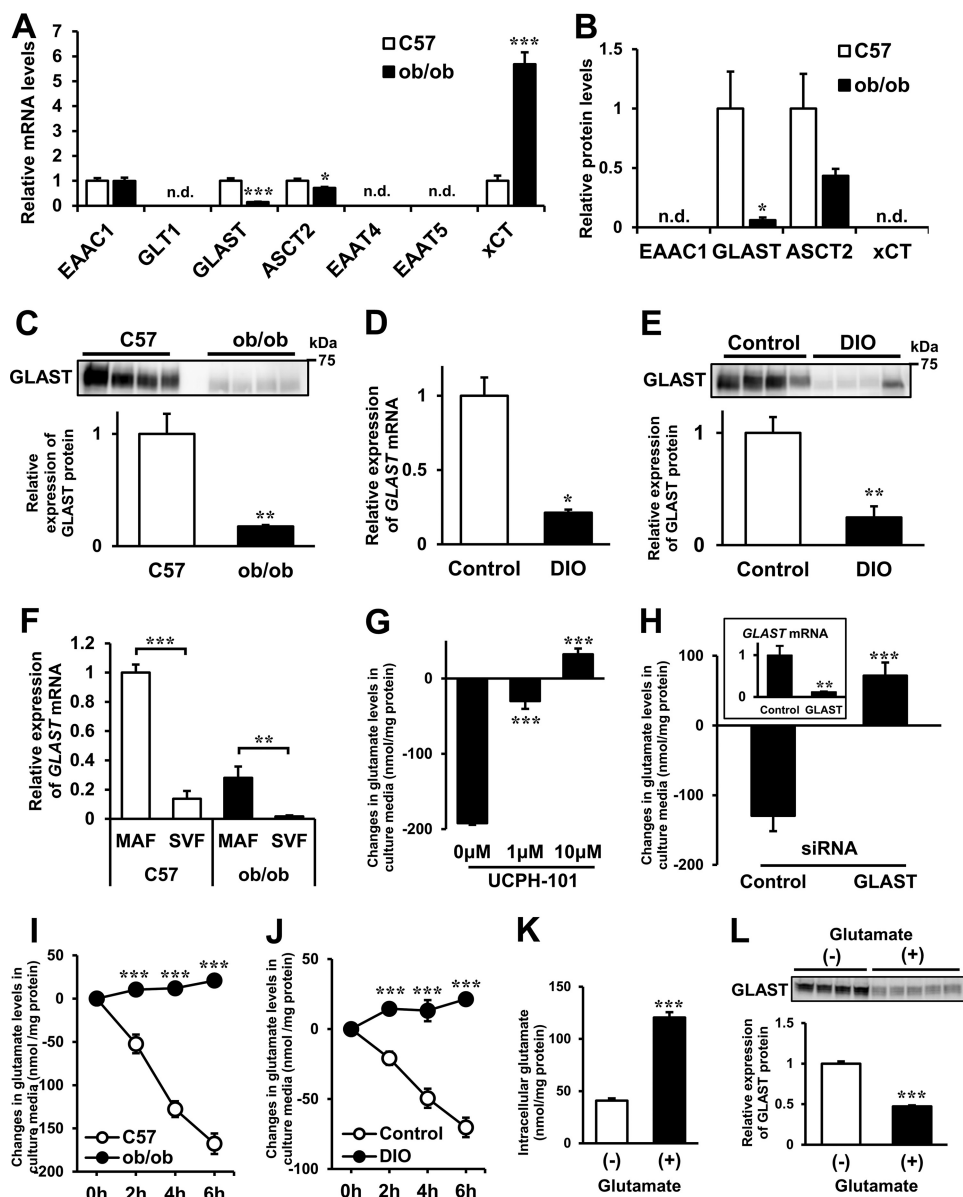 A
Relative mRNA levels
7
6
5
4
3
2
1
0
C57
ob/ob
n.d.
***
*
n.d.
n.d.
***
EAAC1
GLT1
GLAST
ASCT2
EAAT4
EAAT5
xCT
B
Relative protein levels
1.5
1
0.5
0
C57
ob/ob
n.d.
*
n.d.
EAAC1 GLAST ASCT2 xCT
C
C57 ob/ob
kDa
75
GLAST
Relative
expression of
GLAST protein
1
0
**
C57 ob/ob
D
Relative expression
of GLAST mRNA
1
0.5
0
*
Control DIO
E
Control DIO
kDa
75
GLAST
Relative expression
of GLAST protein
1
0
**
Control DIO
F
Relative expression
of GLAST mRNA
1.2
1
0.8
0.6
0.4
0.2
0
***
**
MAF SVF MAF SVF
C57 ob/ob
G
Changes in glutamate levels in
culture media (nmol/mg protein)
0
-100
-200
***
***
0μM 1μM 10μM
UCPH-101
H
Changes in glutamate levels in
culture media (nmol/mg protein)
100
0
-100
-200
GLAST mRNA
1
0
**
Control GLAST
***
siRNA
Control GLAST
I
Changes in glutamate levels in
culture media (nmol /mg protein)
50
0
-50
-100
-150
-200
*** *** ***
C57
ob/ob
0h 2h 4h 6h
J
Changes in glutamate levels in
culture media (nmol /mg protein)
50
0
-50
-100
*** *** ***
Control
DIO
0h 2h 4h 6h
K
Intracellular glutamate
(nmol/mg protein)
150
100
50
0
***
(-) (+)
Glutamate
L
Glutamate
(-) (+)
GLAST
Relative expression
of GLAST protein
1.5
1
0.5
0
***
(-) (+)
Glutamate